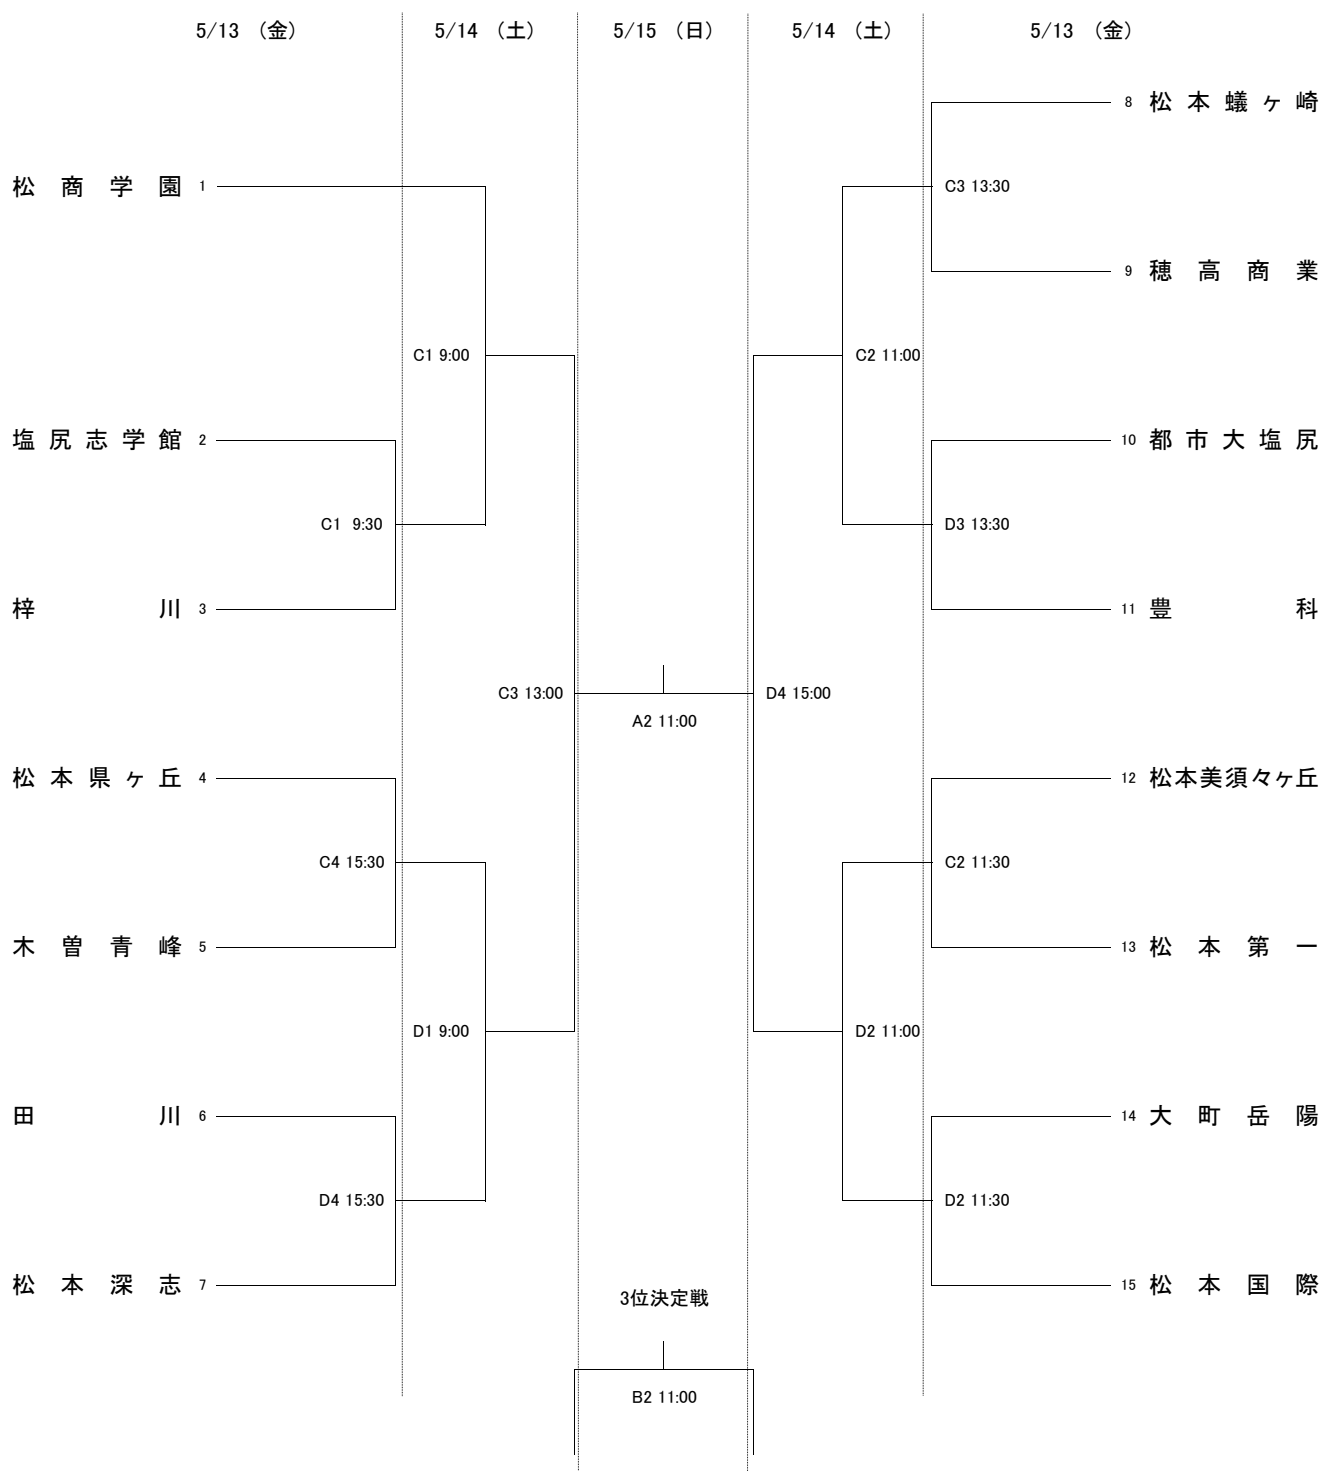 5/13 （金）
5/14 （土）
5/15 （日）
5/14 （土）
5/13 （金）
松商学園 1
C1 9:00
塩尻志学館 2
C1 9:30
梓川 3
C3 13:00
松本県ヶ丘 4
C4 15:30
木曽青峰 5
D1 9:00
田川 6
D4 15:30
松本深志 7
A2 11:00
3位決定戦
B2 11:00
8 松本蟻ヶ崎
C3 13:30
9 穂高商業
C2 11:00
10 都市大塩尻
D3 13:30
11 豊科
D4 15:00
12 松本美須々ヶ丘
C2 11:30
13 松本第一
D2 11:00
14 大町岳陽
D2 11:30
15 松本国際